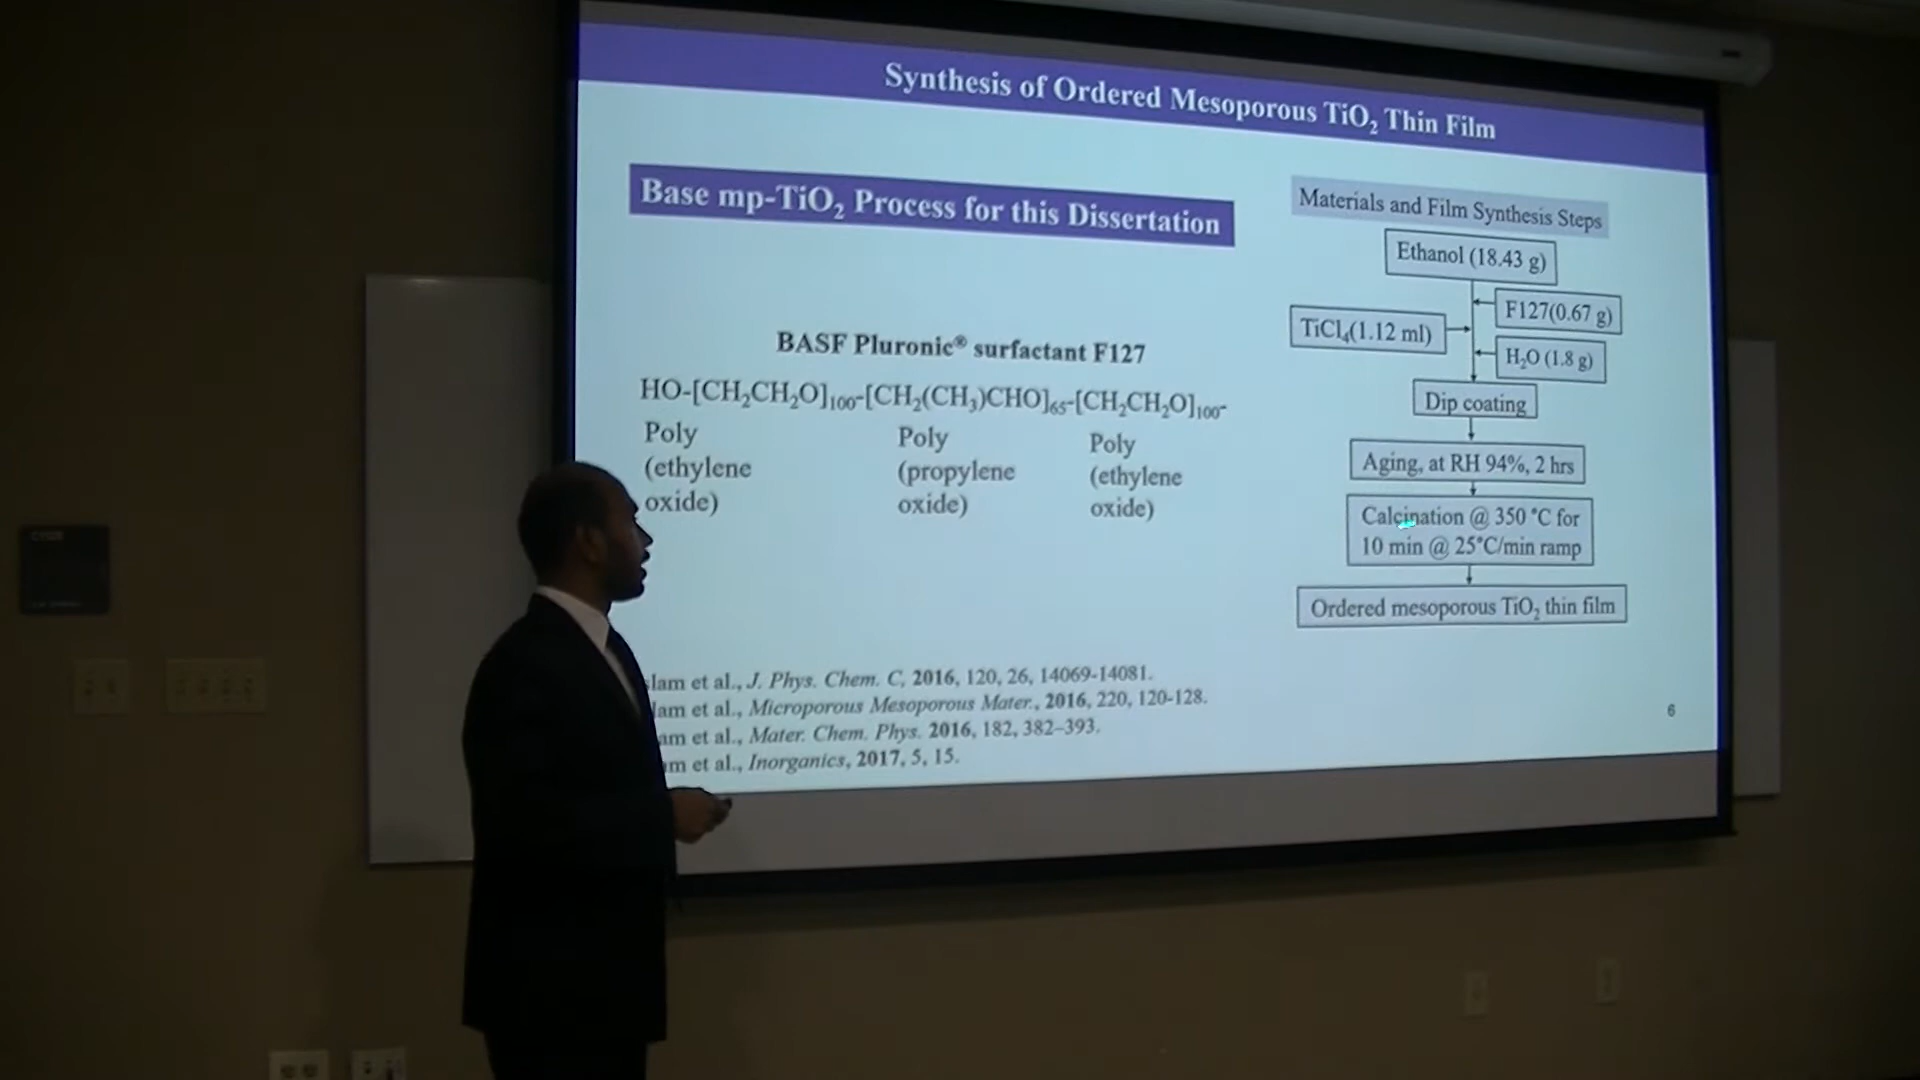 Synthesis of Ordered Mesoporous TiO₂ Thin Film
Base mp-TiO₂ Process for this Dissertation
BASF Pluronic® surfactant F127
HO-[CH₂CH₂O]₁₀₀-[CH₂(CH₃)CHO]₆₅-[CH₂CH₂O]₁₀₀-
Poly
(ethylene
oxide)
Poly
(propylene
oxide)
Poly
(ethylene
oxide)
lam et al., J. Phys. Chem. C, 2016, 120, 26, 14069-14081.
lam et al., Microporous Mesoporous Mater., 2016, 220, 120-128.
am et al., Mater. Chem. Phys. 2016, 182, 382–393.
m et al., Inorganics, 2017, 5, 15.
Materials and Film Synthesis Steps
Ethanol (18.43 g)
F127(0.67 g)
TiCl₄(1.12 ml)
H₂O (1.8 g)
Dip coating
Aging, at RH 94%, 2 hrs
Calcination @ 350 °C for
10 min @ 25°C/min ramp
Ordered mesoporous TiO₂ thin film
6